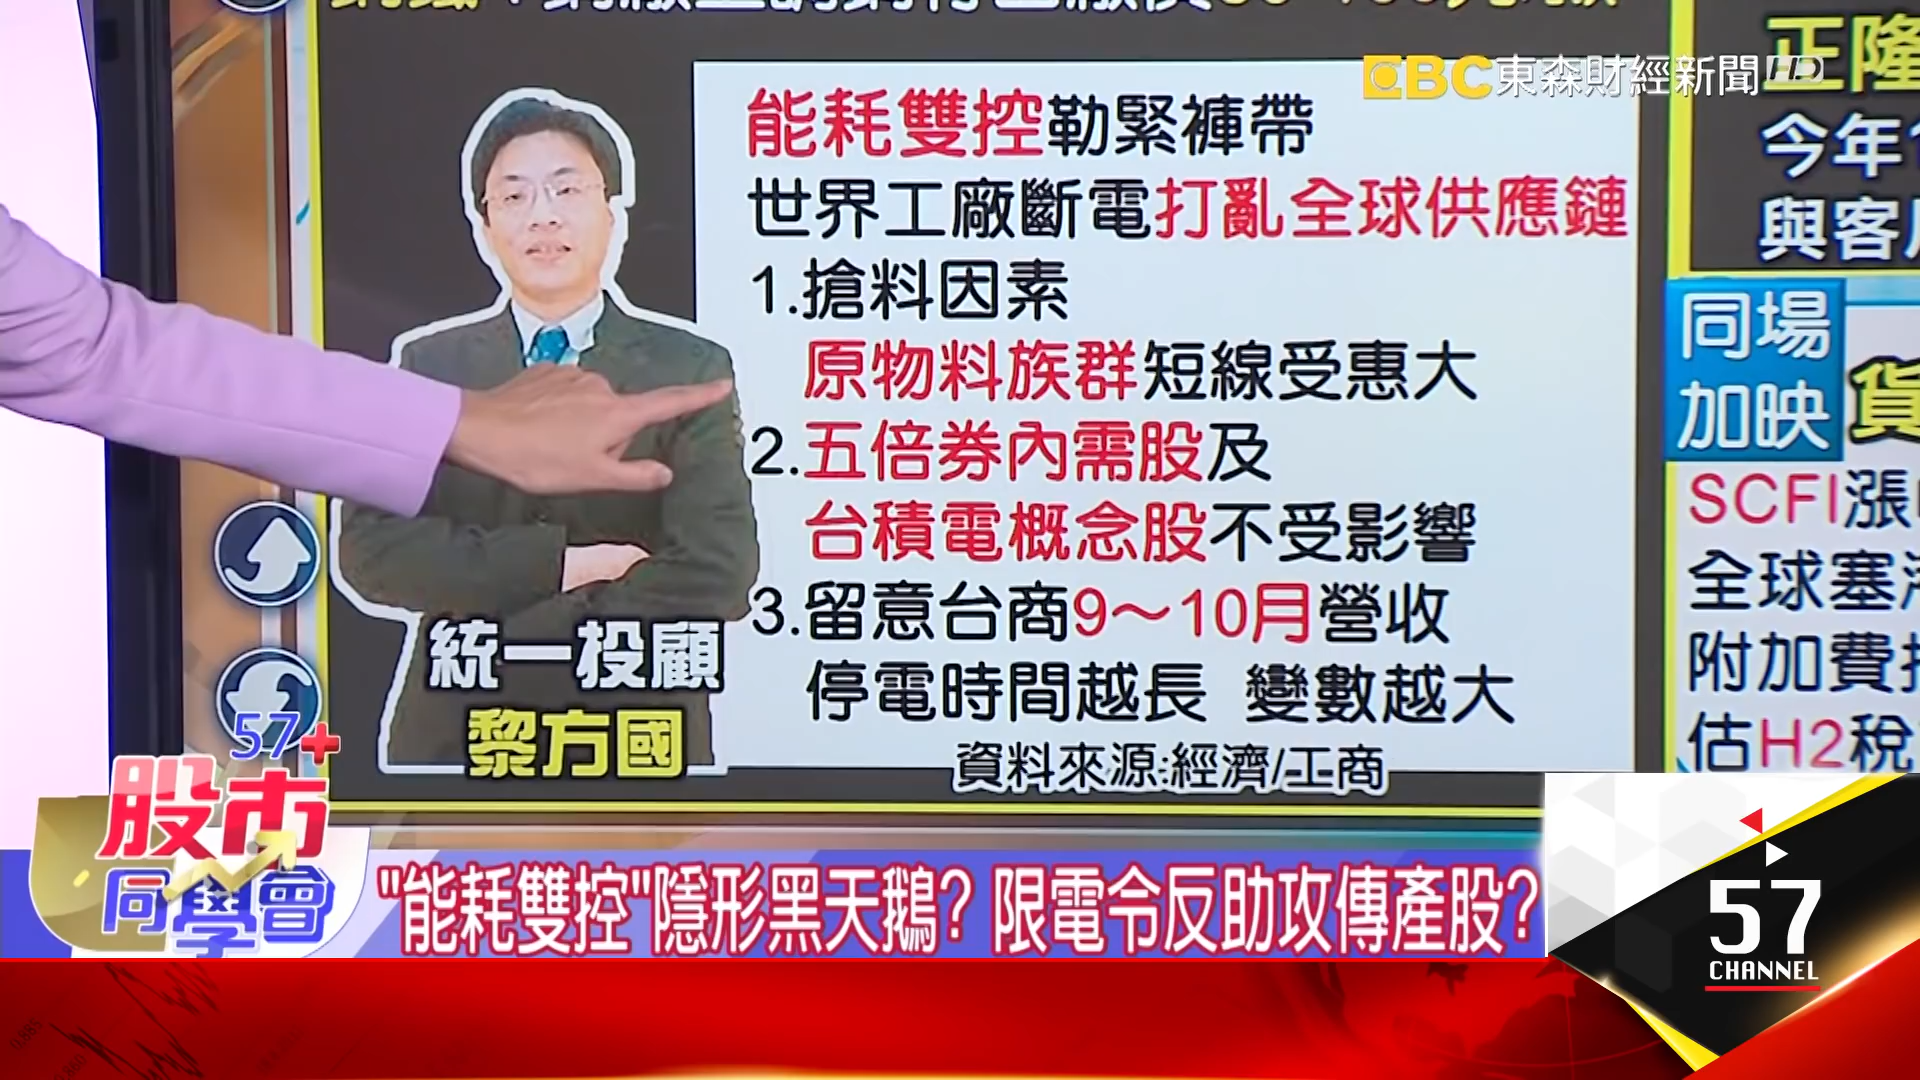 EBC 東森財經新聞 HD
能耗雙控勒緊褲帶
世界工廠斷電打亂全球供應鏈
1.搶料因素
原物料族群短線受惠大
2.五倍券內需股及
台積電概念股不受影響
3.留意台商9～10月營收
停電時間越長 變數越大
資料來源:經濟/工商
統一投顧
黎方國
正隆
今年
與客
同場
加映
貨
SCFI漲
全球塞
附加費
估H2稅
57+
股市
同學會
"能耗雙控"隱形黑天鵝? 限電令反助攻傳產股?
57
CHANNEL